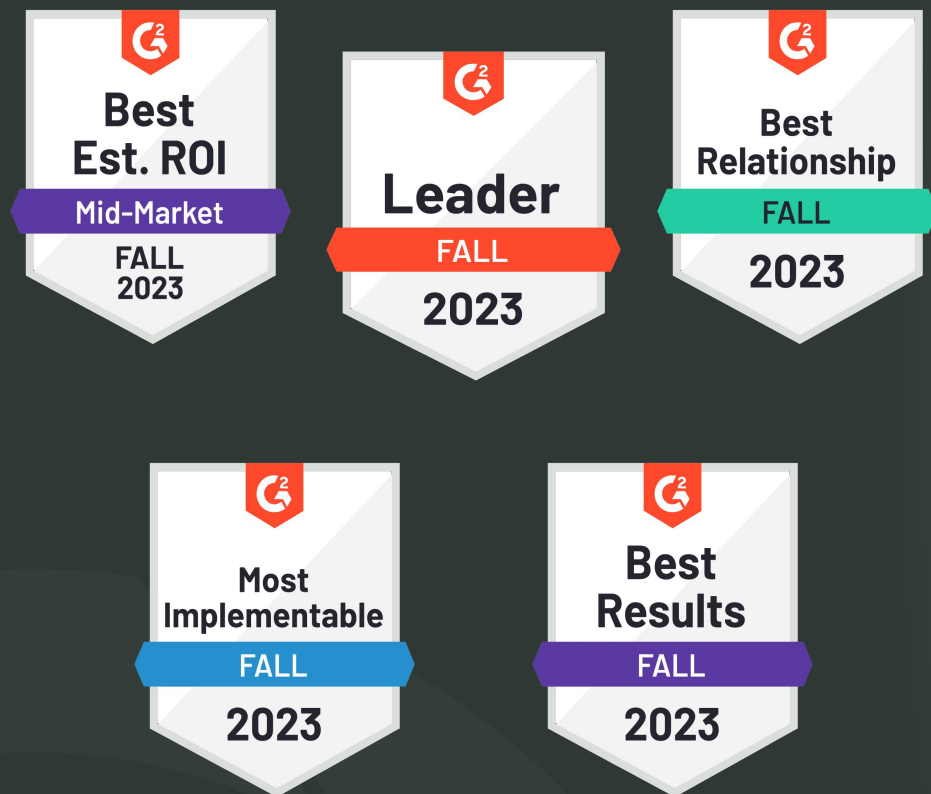 G2
Best
Est. ROI
Mid-Market
FALL
2023
G2
Leader
FALL
2023
G2
Best
Relationship
FALL
2023
G2
Most
Implementable
FALL
2023
G2
Best
Results
FALL
2023